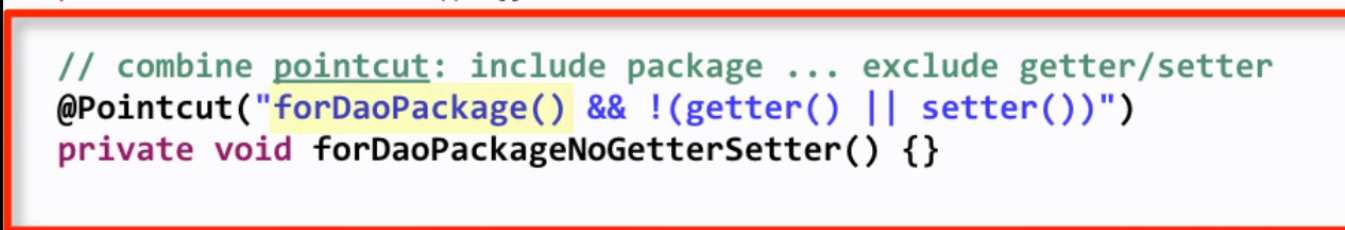 // combine pointcut: include package ... exclude getter/setter
@Pointcut("forDaoPackage() && !(getter() || setter())")
private void forDaoPackageNoGetterSetter() {}